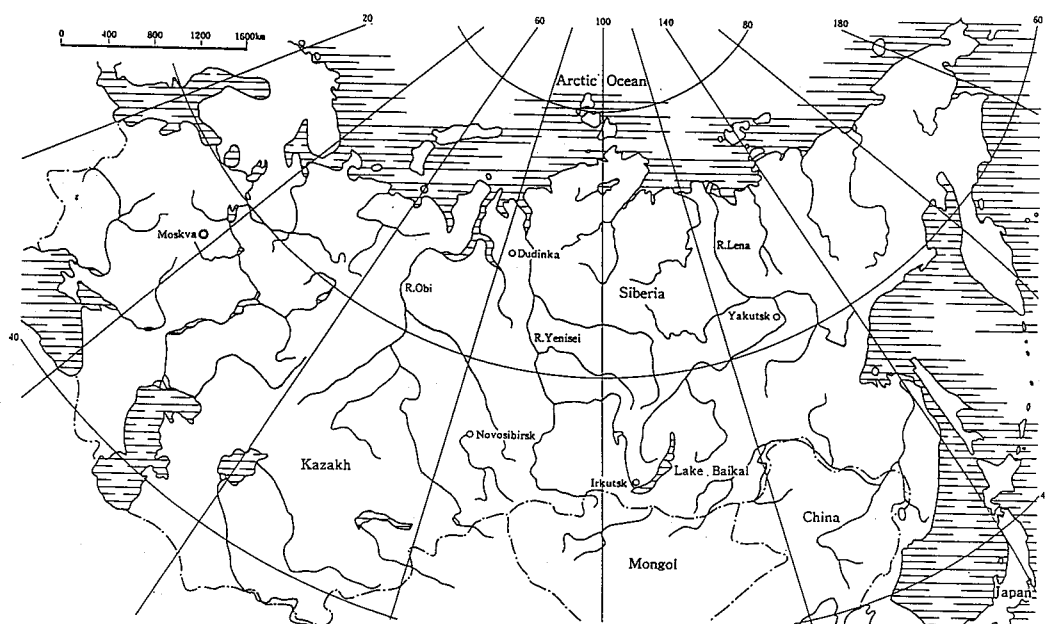 20 60 100 140 80 180 60
0 400 800 1200 1600km
Arctic Ocean
Moskva
Dudinka
R.Lena
R.Obi
Siberia
Yakutsk
40
R.Yenisei
Novosibirsk
Kazakh
Lake Baikal
Irkutsk
China
4
Mongol
Japan